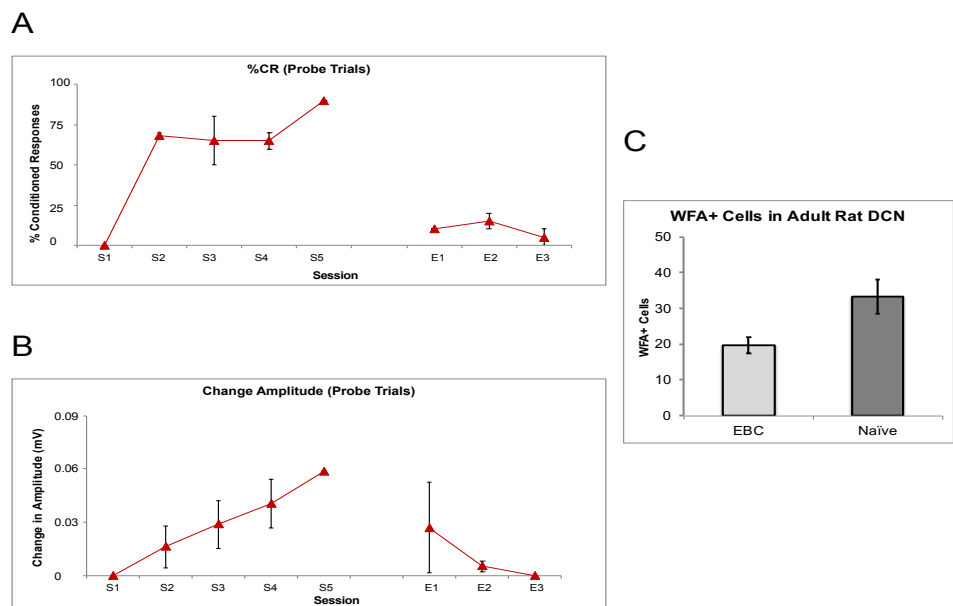 A
%CR (Probe Trials)
% Conditioned Responses
100
75
50
25
0
S1 S2 S3 S4 S5 E1 E2 E3
Session
B
Change Amplitude (Probe Trials)
Change in Amplitude (mV)
0.09
0.06
0.03
0
S1 S2 S3 S4 S5 E1 E2 E3
Session
C
WFA+ Cells in Adult Rat DCN
WFA+ Cells
50
40
30
20
10
0
EBC Naïve